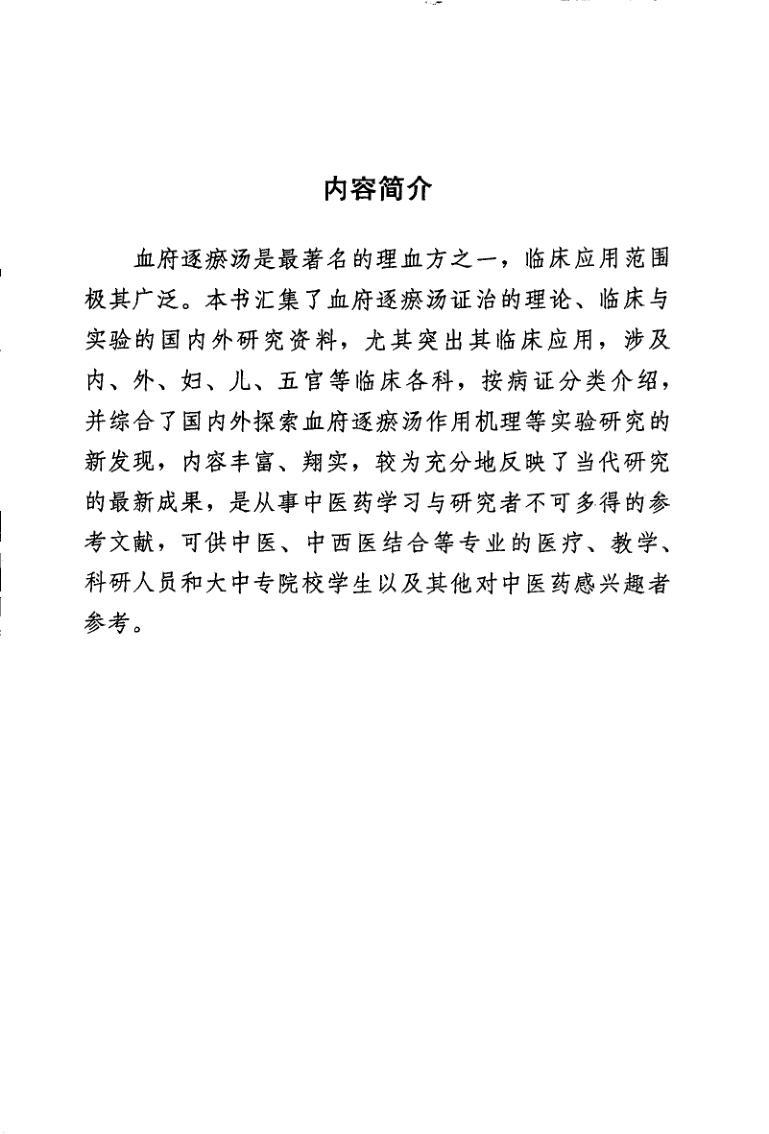 内容简介
血府逐瘀汤是最著名的理血方之一，临床应用范围
极其广泛。本书汇集了血府逐瘀汤证治的理论、临床与
实验的国内外研究资料，尤其突出其临床应用，涉及
内、外、妇、儿、五官等临床各科，按病证分类介绍，
并综合了国内外探索血府逐瘀汤作用机理等实验研究的
新发现，内容丰富、翔实，较为充分地反映了当代研究
的最新成果，是从事中医药学习与研究者不可多得的参
考文献，可供中医、中西医结合等专业的医疗、教学、
科研人员和大中专院校学生以及其他对中医药感兴趣者
参考。